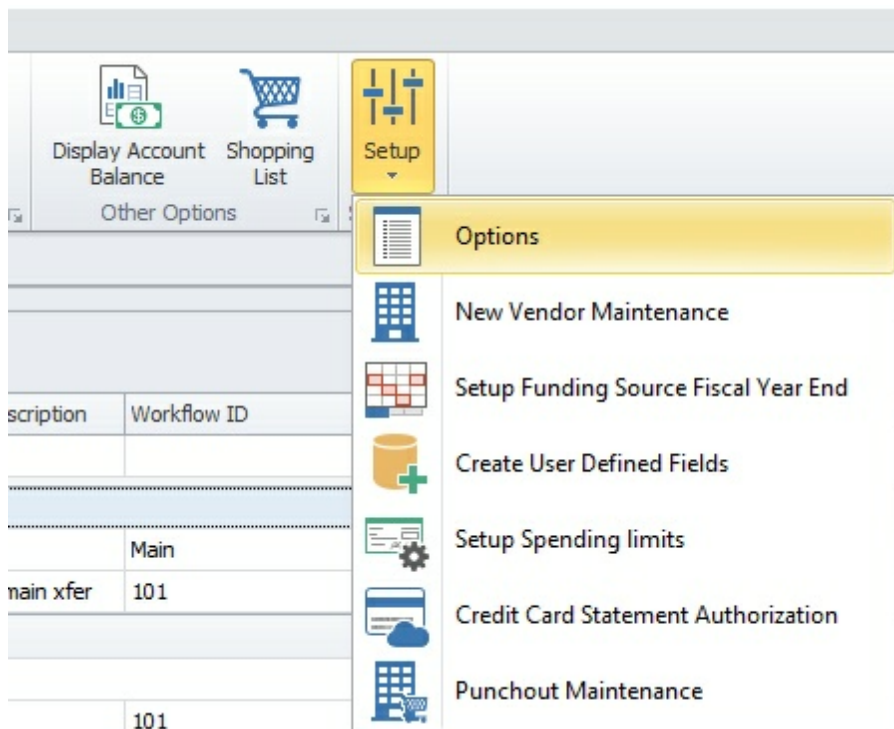 Display Account
Balance
Shopping
List
Setup
Other Options
Options
New Vendor Maintenance
Setup Funding Source Fiscal Year End
Create User Defined Fields
Setup Spending limits
Credit Card Statement Authorization
Punchout Maintenance
scription
Workflow ID
Main
main xfer
101
101